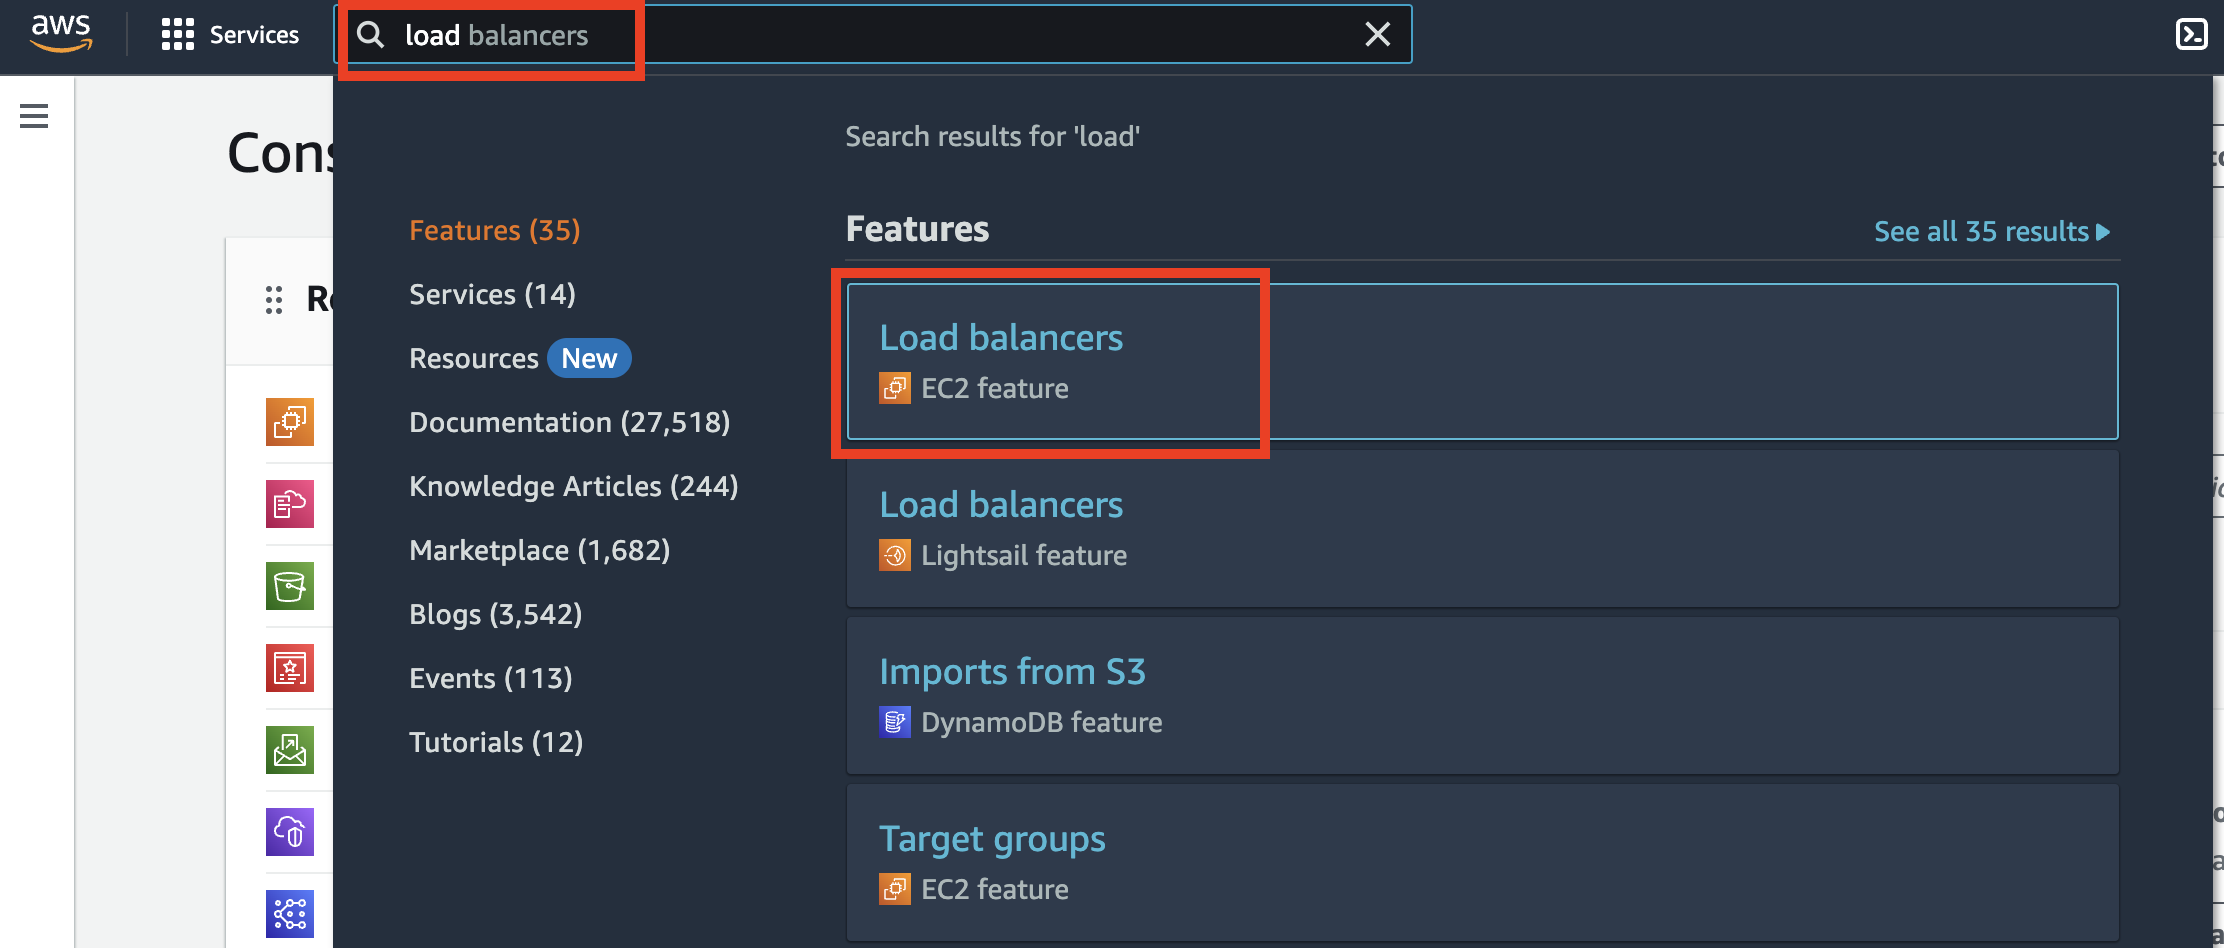 aws
Services
load balancers
Cons
Search results for 'load'
Features (35)
Services (14)
Resources New
Documentation (27,518)
Knowledge Articles (244)
Marketplace (1,682)
Blogs (3,542)
Events (113)
Tutorials (12)
Features
See all 35 results
Load balancers
EC2 feature
Load balancers
Lightsail feature
Imports from S3
DynamoDB feature
Target groups
EC2 feature